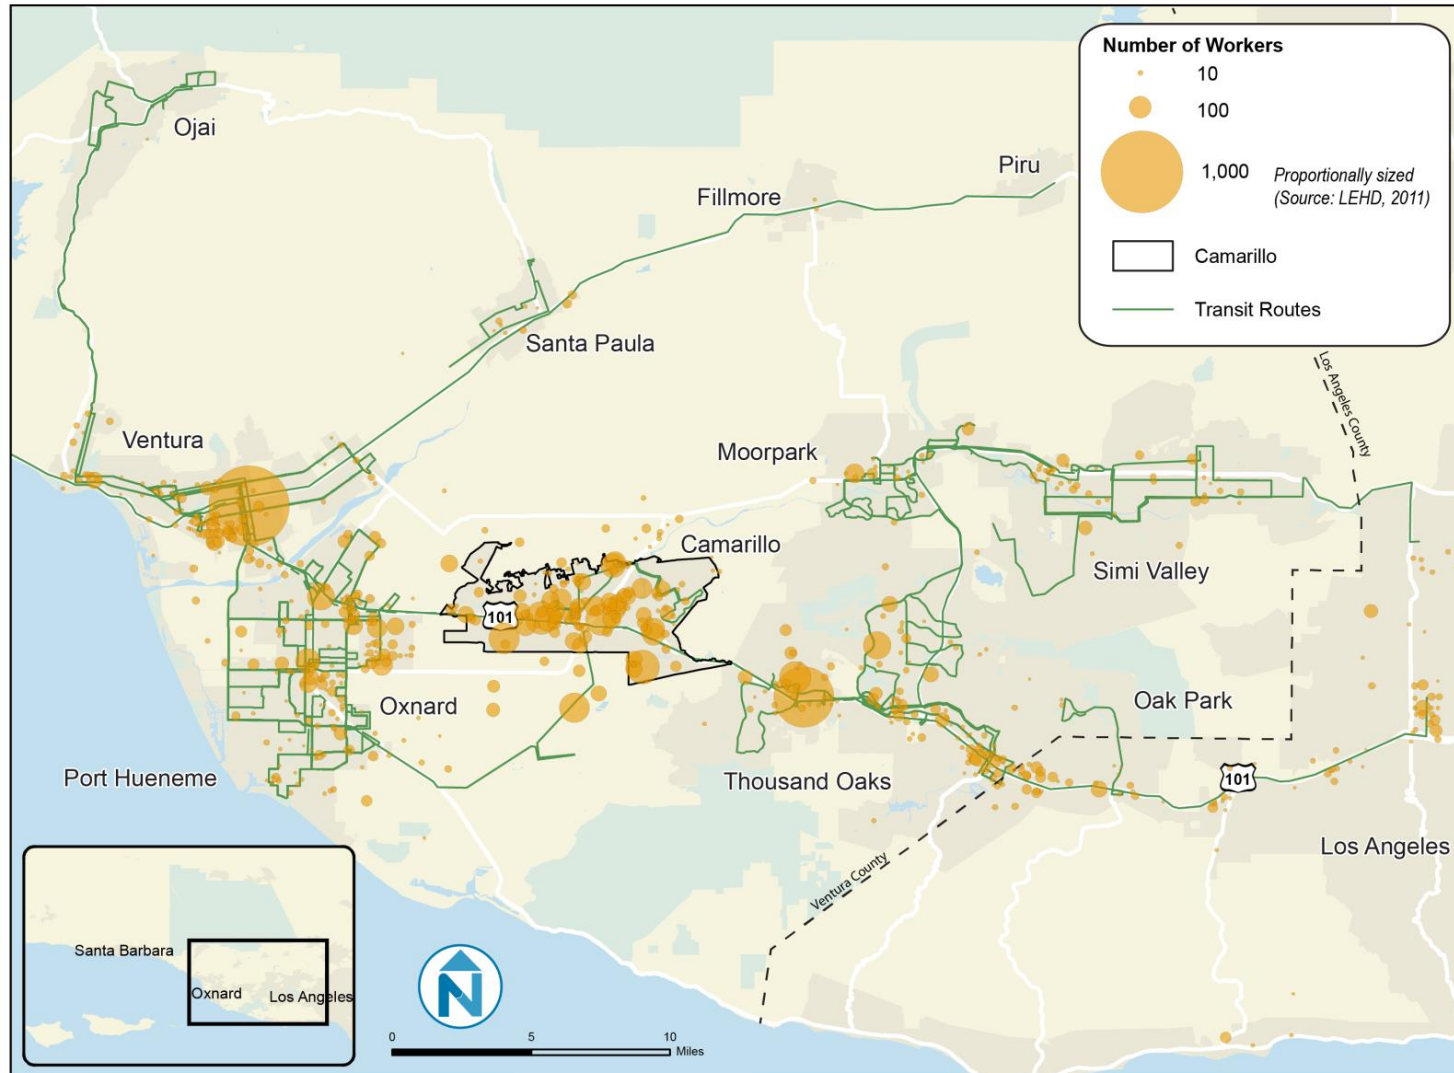 Number of Workers
10
100
1,000
Proportionally sized
(Source: LEHD, 2011)
Camarillo
Transit Routes
Ojai
Piru
Fillmore
Santa Paula
Los Angeles County
Ventura
Moorpark
Camarillo
Simi Valley
101
Oxnard
Oak Park
Port Hueneme
Thousand Oaks
101
Los Angeles
Ventura County
Santa Barbara
Oxnard
Los Angeles
N
0
5
10
Miles